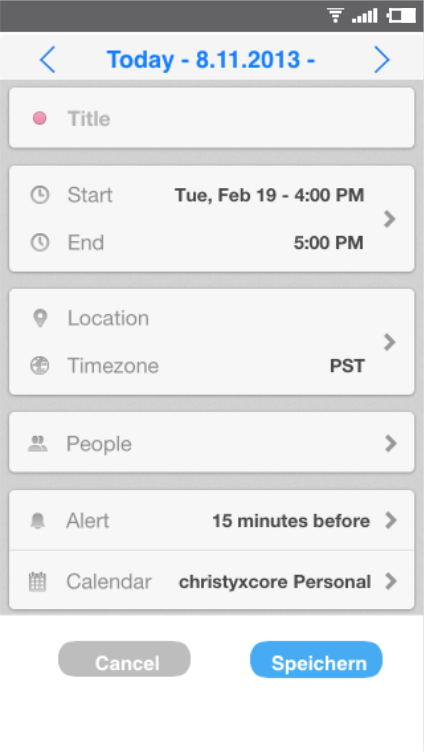 Today - 8.11.2013 -
Title
Start Tue, Feb 19 - 4:00 PM
End 5:00 PM
Location
Timezone PST
People
Alert 15 minutes before
Calendar christyxcore Personal
Cancel Speichern